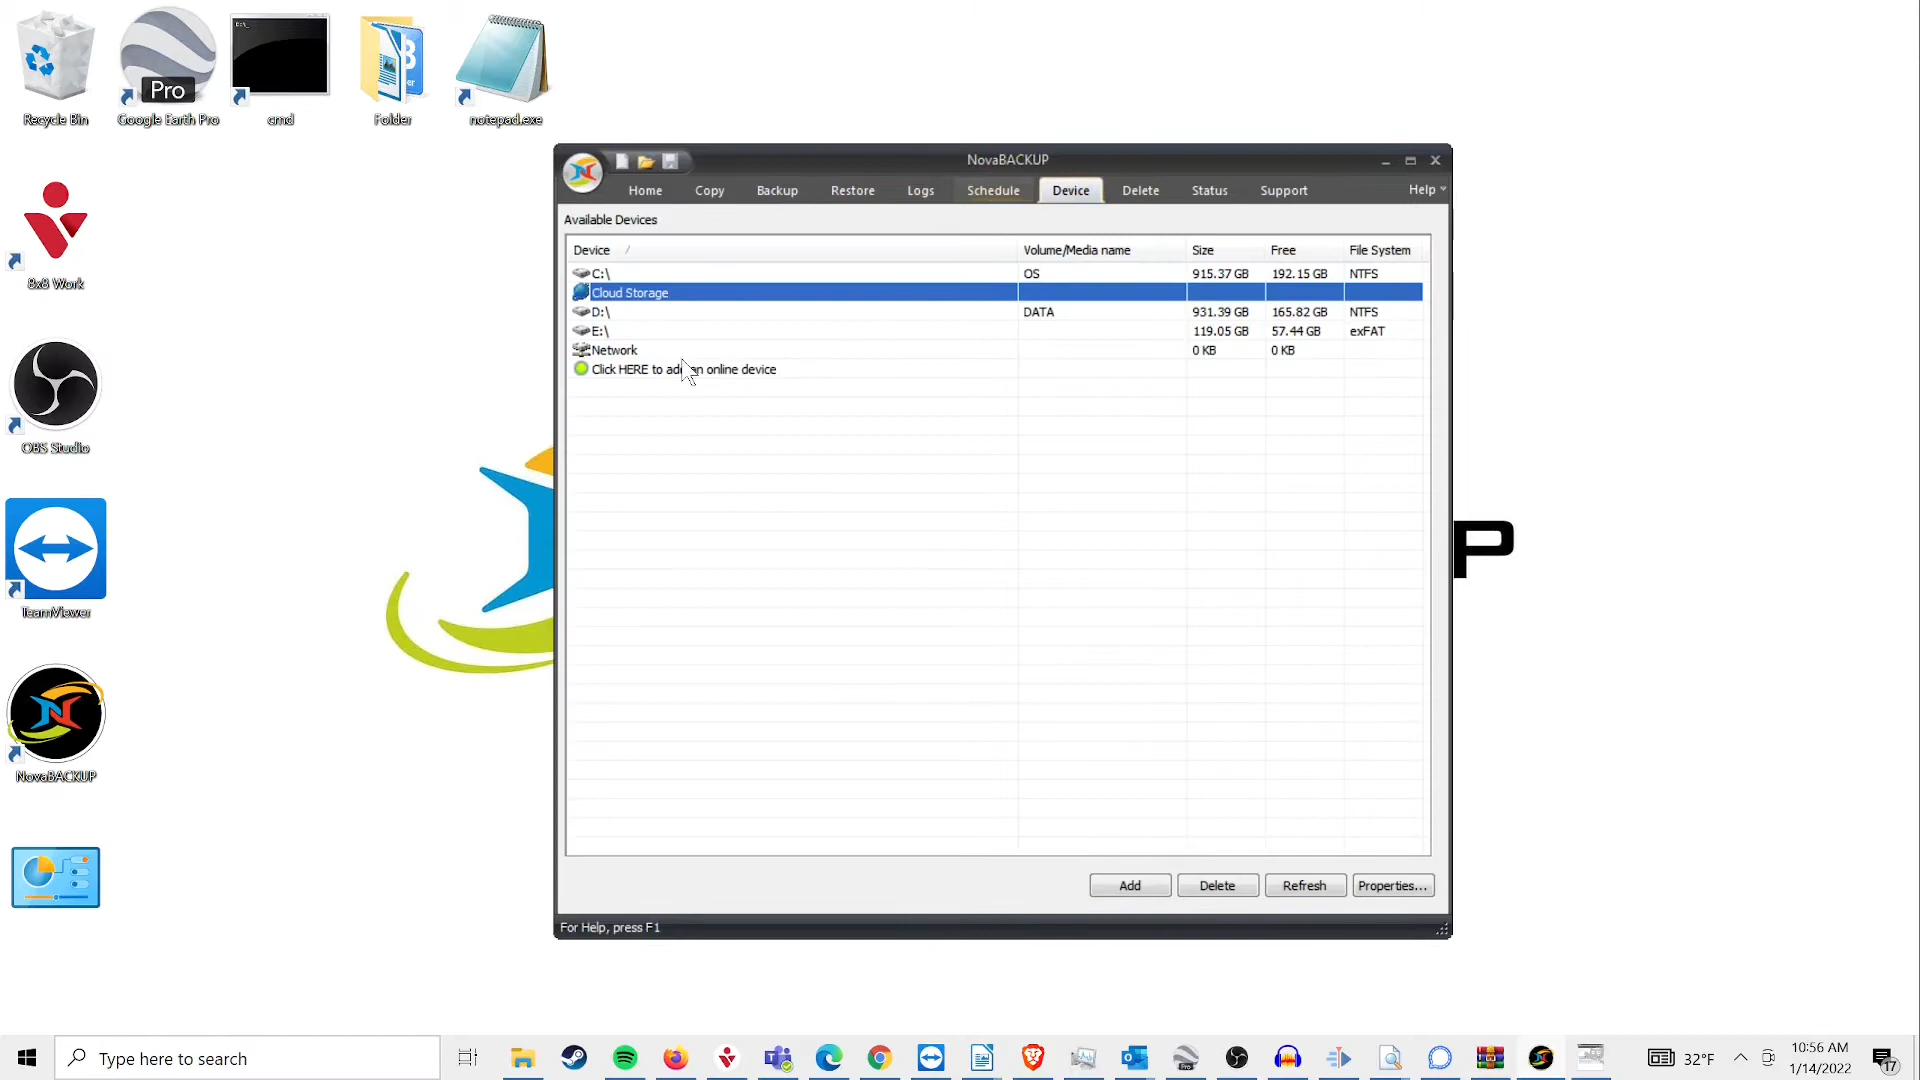 Recycle Bin
Pro
Google Earth Pro
cmd
Folder
notepad.exe
8x8 Work
OBS Studio
TeamViewer
NovaBACKUP
NovaBACKUP
Home Copy Backup Restore Logs Schedule Device Delete Status Support Help
Available Devices
Device Volume/Media name Size Free File System
C:\ OS 915.37 GB 192.15 GB NTFS
Cloud Storage
D:\ DATA 931.39 GB 165.82 GB NTFS
E:\ 119.05 GB 57.44 GB exFAT
Network 0 KB 0 KB
Click HERE to add an online device
Add Delete Refresh Properties...
For Help, press F1
P
Type here to search
32°F
10:56 AM
1/14/2022
17